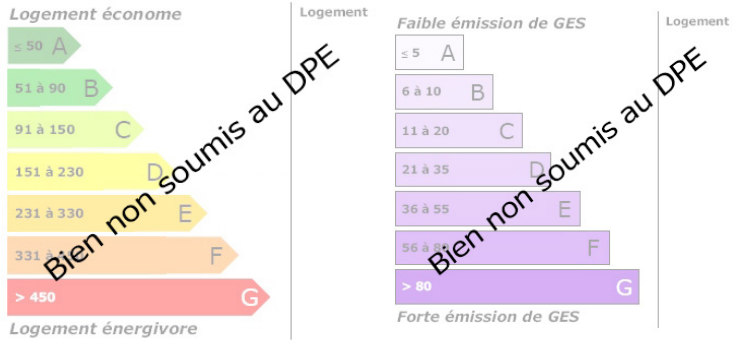 Logement économe
Logement
≤ 50 A
51 à 90 B
91 à 150 C
151 à 230 D
231 à 330 E
331 à F
> 450 G
Logement énergivore
Bien non soumis au DPE
Faible émission de GES
Logement
≤ 5 A
6 à 10 B
11 à 20 C
21 à 35 D
36 à 55 E
56 à 80 F
> 80 G
Forte émission de GES
Bien non soumis au DPE